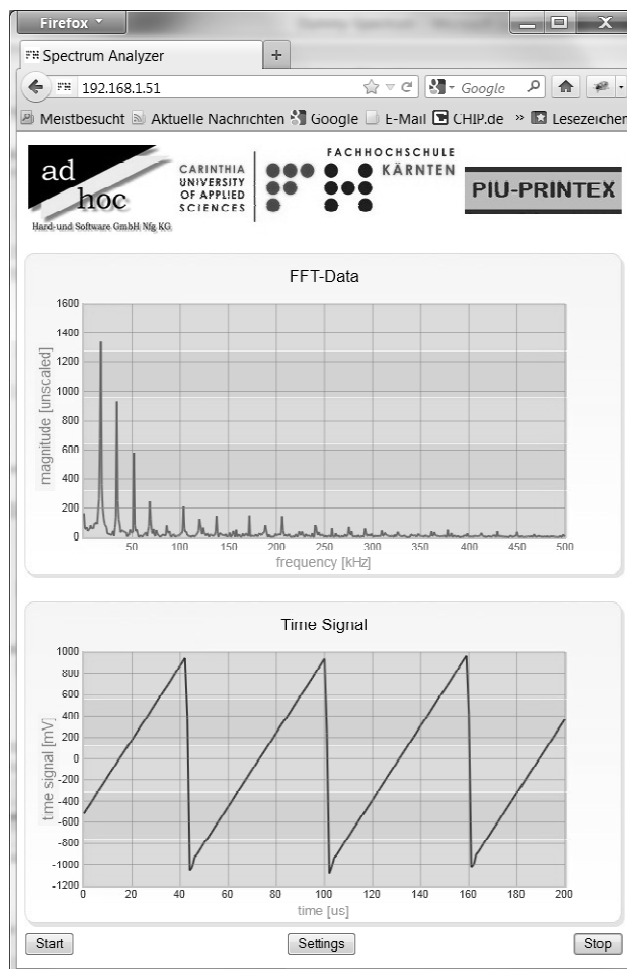 Firefox
Spectrum Analyzer
192.168.1.51
Google
Meistbesucht Aktuelle Nachrichten Google E-Mail CHIP.de » Lesezeichen
ad
hoc
Hard-und Software GmbH Nfg KG
CARINTHIA
UNIVERSITY
OF APPLIED
SCIENCES
FACHHOCHSCHULE
KÄRNTEN
PIU-PRINTEX
FFT-Data
magnitude [unscaled]
1600
1400
1200
1000
800
600
400
200
0
50 100 150 200 250 300 350 400 450 500
frequency [kHz]
Time Signal
time signal [mV]
1000
800
600
400
200
0
-200
-400
-600
-800
-1000
-1200
0 20 40 60 80 100 120 140 160 180 200
time [us]
Start Settings Stop